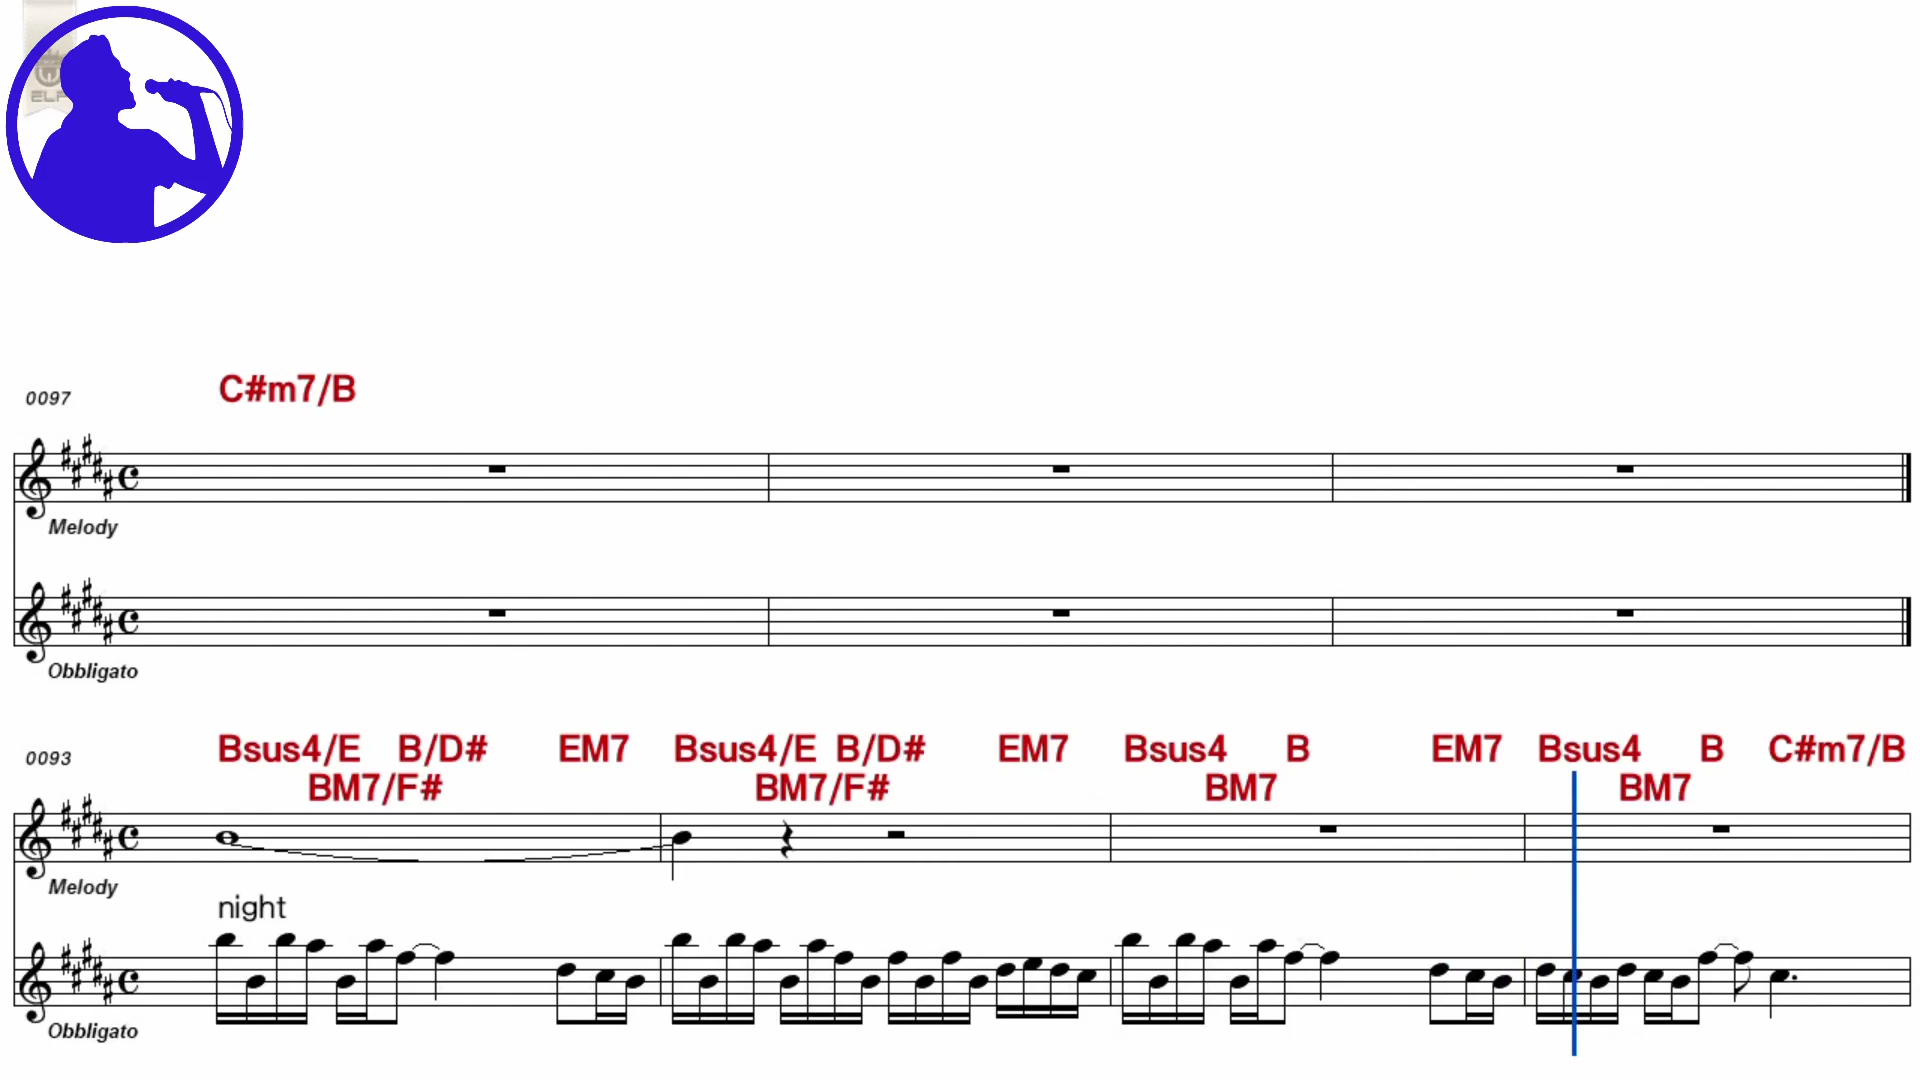 ELF
0097 C#m7/B
Melody
Obbligato
0093 Bsus4/E B/D# EM7 Bsus4/E B/D# EM7 Bsus4 B EM7 Bsus4 B C#m7/B
BM7/F# BM7/F# BM7 BM7
Melody
night
Obbligato